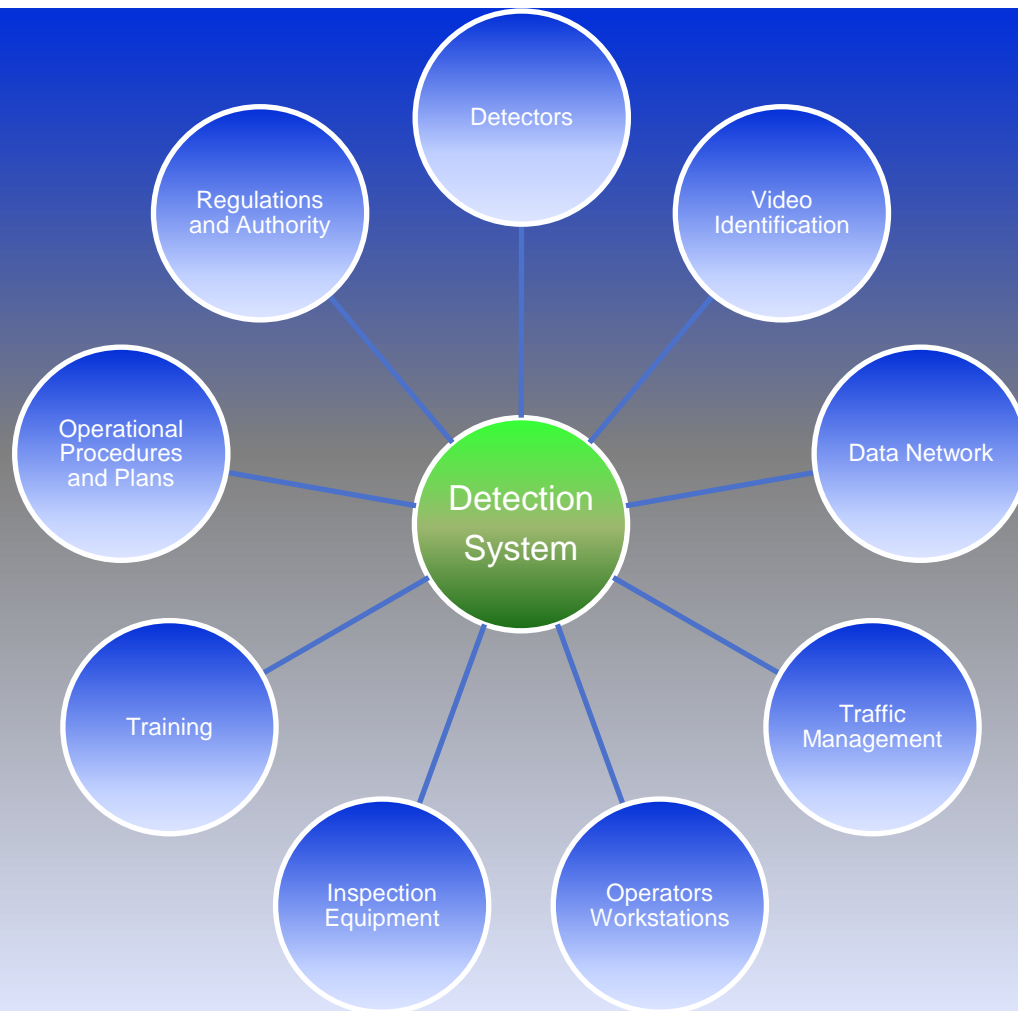 Detectors
Video
Identification
Data Network
Traffic
Management
Operators
Workstations
Inspection
Equipment
Training
Operational
Procedures
and Plans
Regulations
and Authority
Detection
System